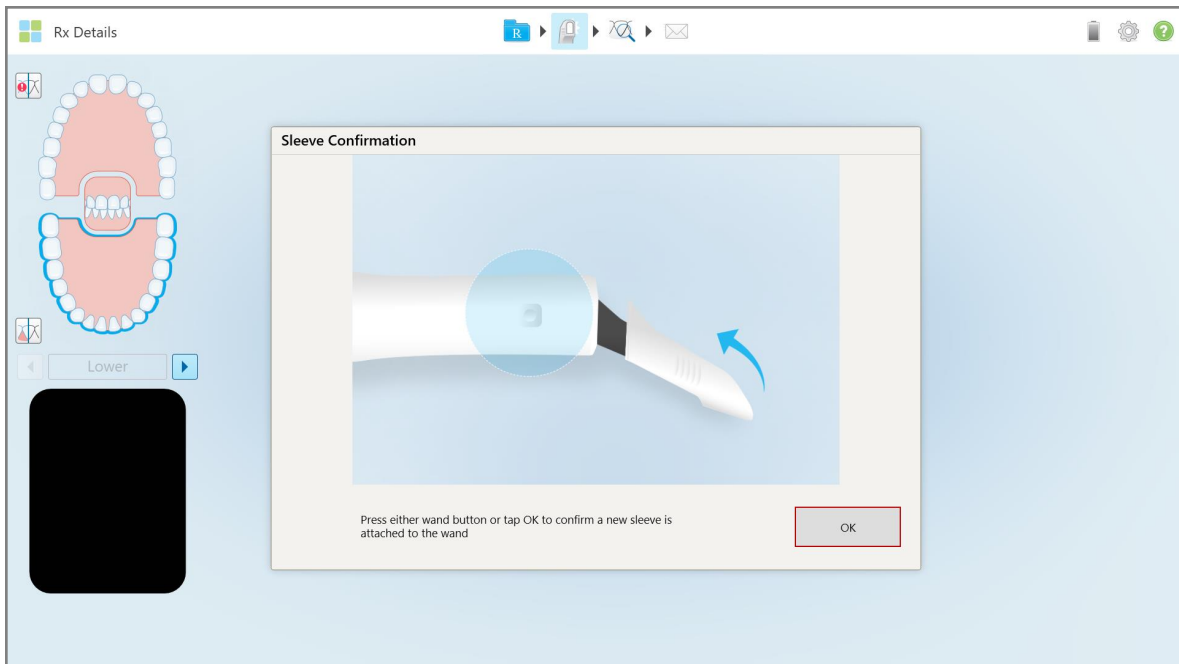 Rx Details
R
?
!
Sleeve Confirmation
Lower
Press either wand button or tap OK to confirm a new sleeve is
attached to the wand
OK